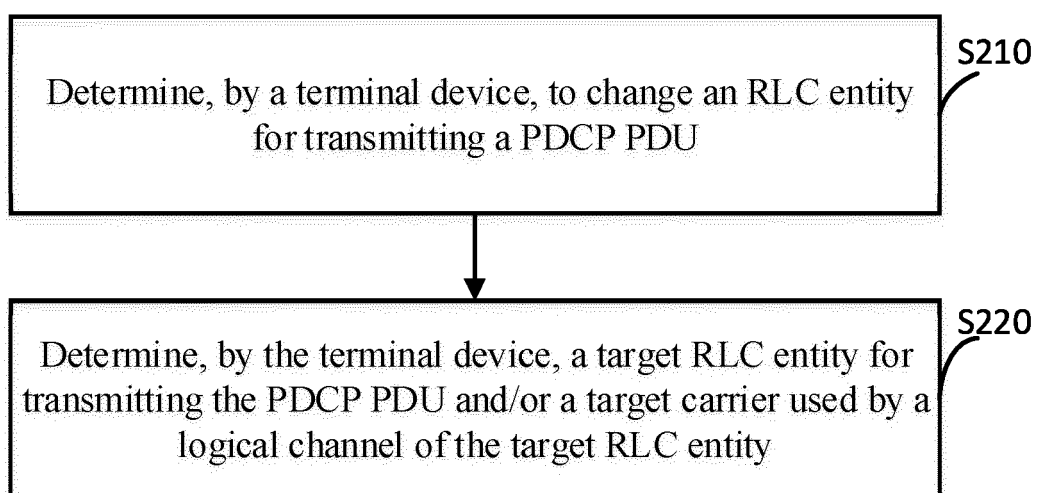 S210
Determine, by a terminal device, to change an RLC entity
for transmitting a PDCP PDU
S220
Determine, by the terminal device, a target RLC entity for
transmitting the PDCP PDU and/or a target carrier used by a
logical channel of the target RLC entity